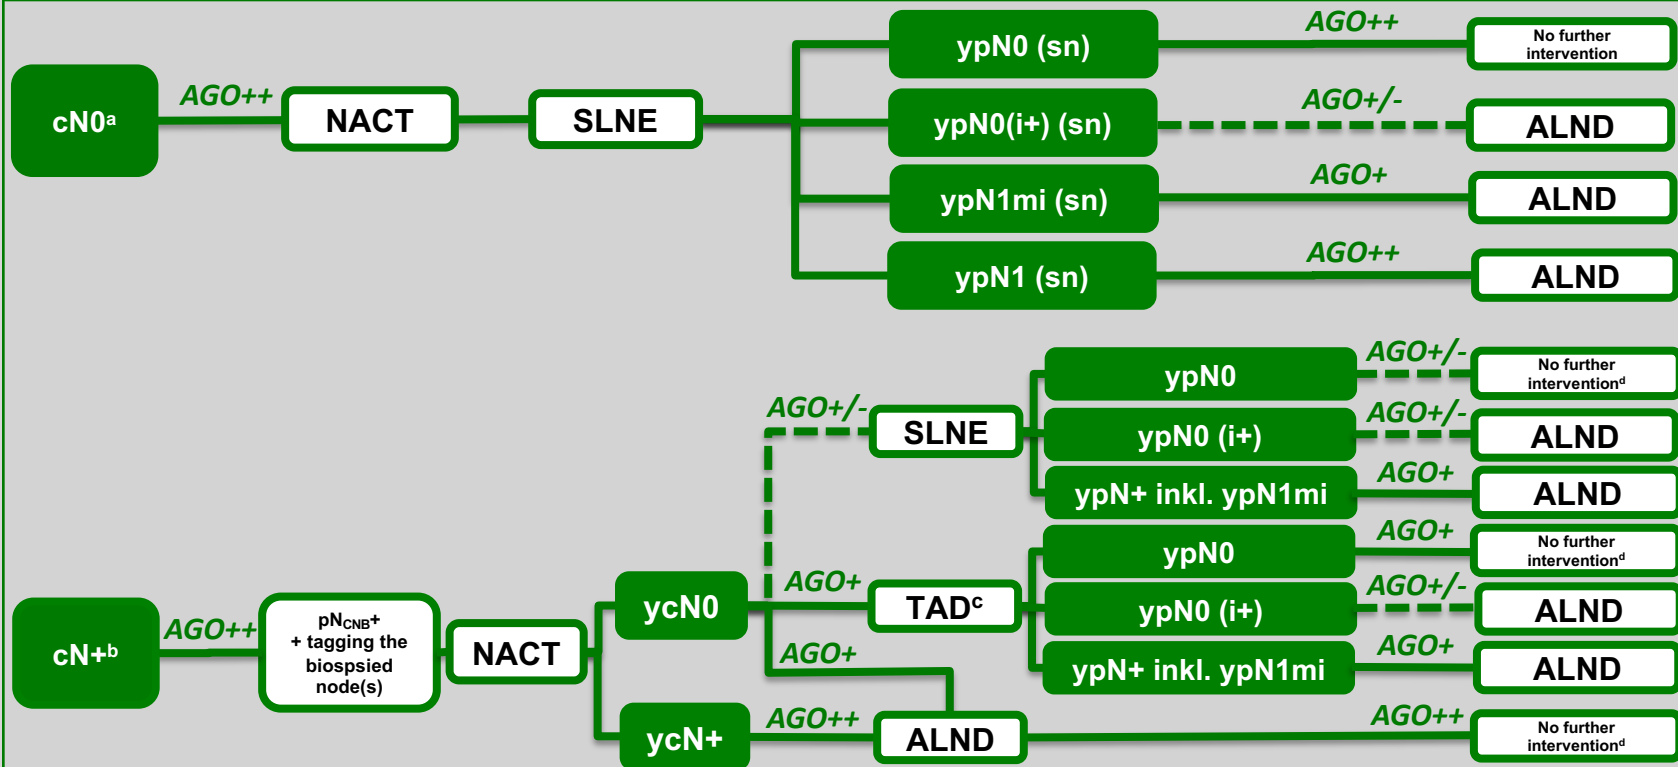 AGO++
AGO++
ypN0 (sn)
No further
intervention
cN0ᵃ
NACT
SLNE
AGO+/-
ypN0(i+) (sn)
ALND
AGO+
ypN1mi (sn)
ALND
AGO++
ypN1 (sn)
ALND
AGO+/-
ypN0
AGO+/-
No further
interventionᵈ
SLNE
ypN0 (i+)
AGO+/-
ALND
ypN+ inkl. ypN1mi
AGO+
ALND
ypN0
AGO+
No further
interventionᵈ
cN+ᵇ
AGO++
pNCNB+
+ tagging the
biospsied
node(s)
NACT
ycN0
AGO+
TADᶜ
ypN0 (i+)
AGO+/-
ALND
AGO+
ypN+ inkl. ypN1mi
AGO+
ALND
ycN+
AGO++
ALND
AGO++
No further
interventionᵈ